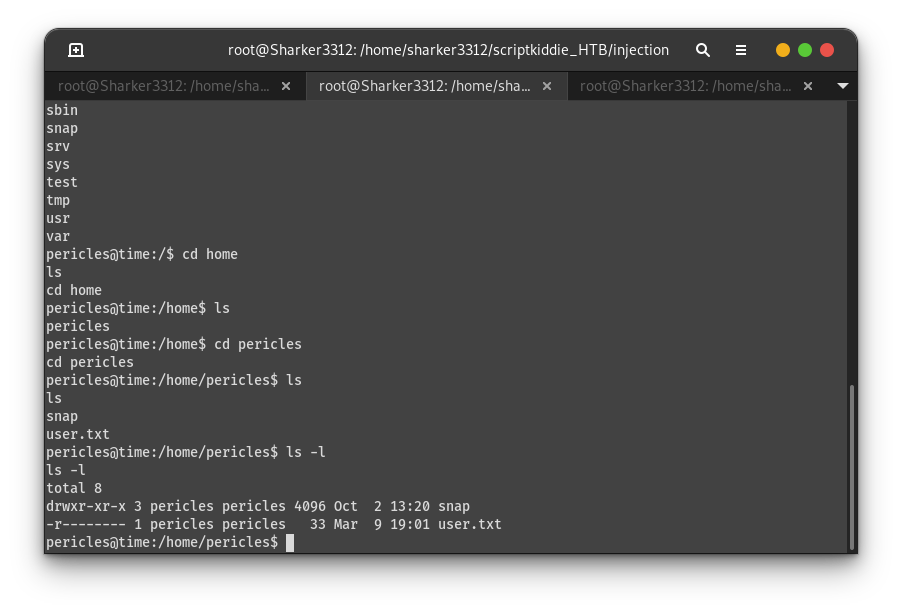 root@Sharker3312: /home/sharker3312/scriptkiddie_HTB/injection
root@Sharker3312: /home/sha... root@Sharker3312: /home/sha... root@Sharker3312: /home/sha...
sbin
snap
srv
sys
test
tmp
usr
var
pericles@time:/$ cd home
ls
cd home
pericles@time:/home$ ls
pericles
pericles@time:/home$ cd pericles
cd pericles
pericles@time:/home/pericles$ ls
ls
snap
user.txt
pericles@time:/home/pericles$ ls -l
ls -l
total 8
drwxr-xr-x 3 pericles pericles 4096 Oct  2 13:20 snap
-r-------- 1 pericles pericles   33 Mar  9 19:01 user.txt
pericles@time:/home/pericles$